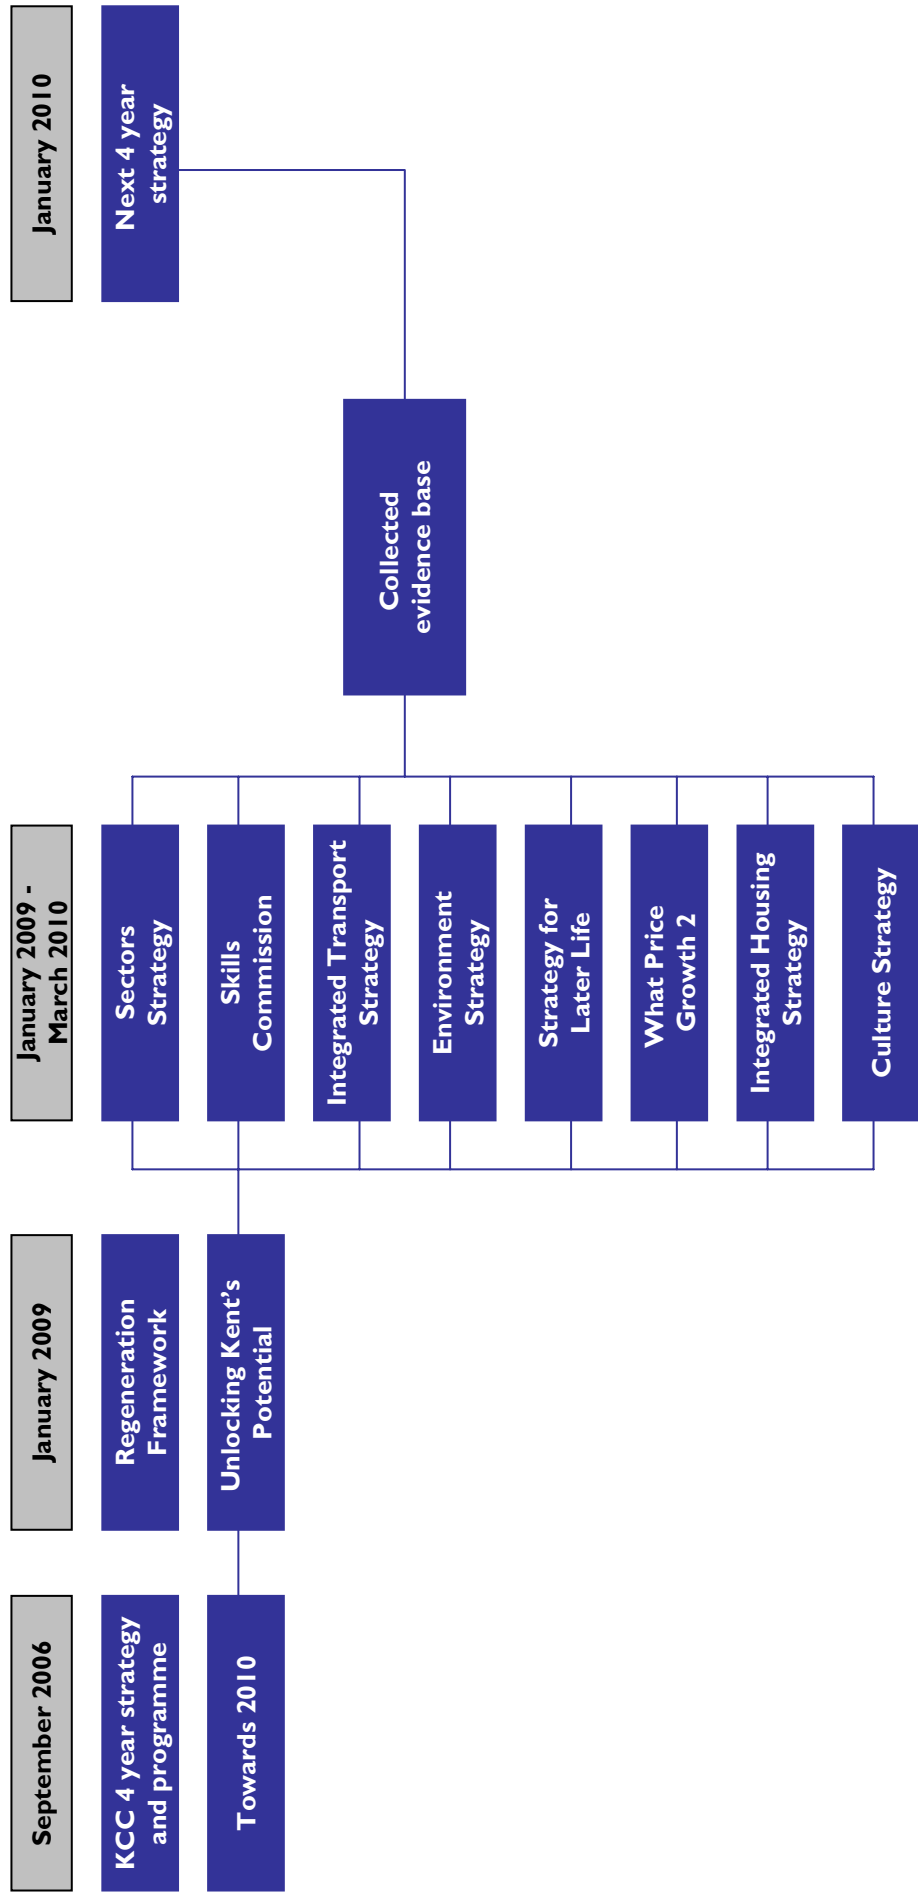 September 2006
KCC 4 year strategy
and programme
Towards 2010
January 2009
Regeneration
Framework
Unlocking Kent's
Potential
January 2009 -
March 2010
Sectors
Strategy
Skills
Commission
Integrated Transport
Strategy
Environment
Strategy
Strategy for
Later Life
What Price
Growth 2
Integrated Housing
Strategy
Culture Strategy
Collected
evidence base
January 2010
Next 4 year
strategy